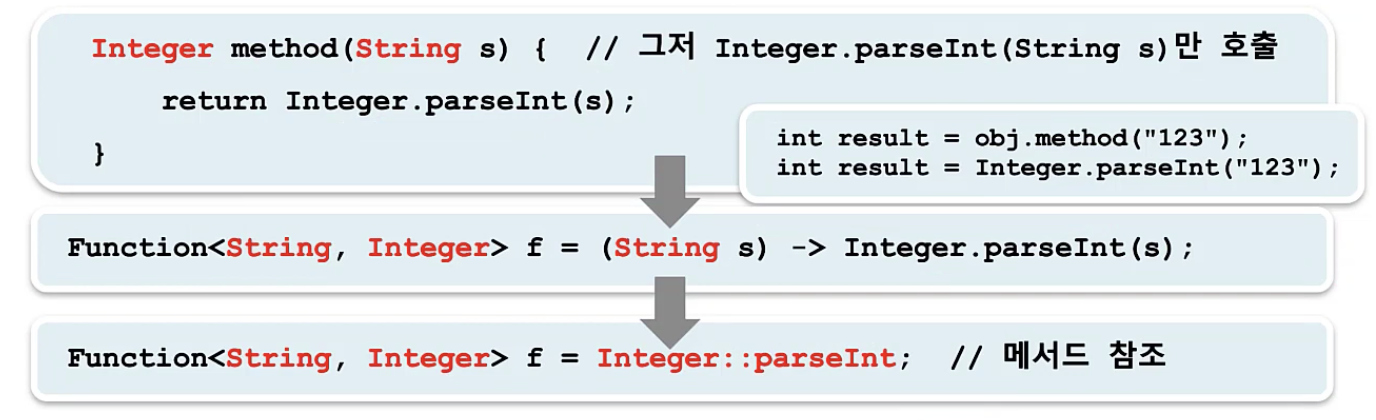 Integer method(String s) {  // 그저 Integer.parseInt(String s)만 호출
    return Integer.parseInt(s);
}
int result = obj.method("123");
int result = Integer.parseInt("123");
Function<String, Integer> f = (String s) -> Integer.parseInt(s);
Function<String, Integer> f = Integer::parseInt;  // 메서드 참조